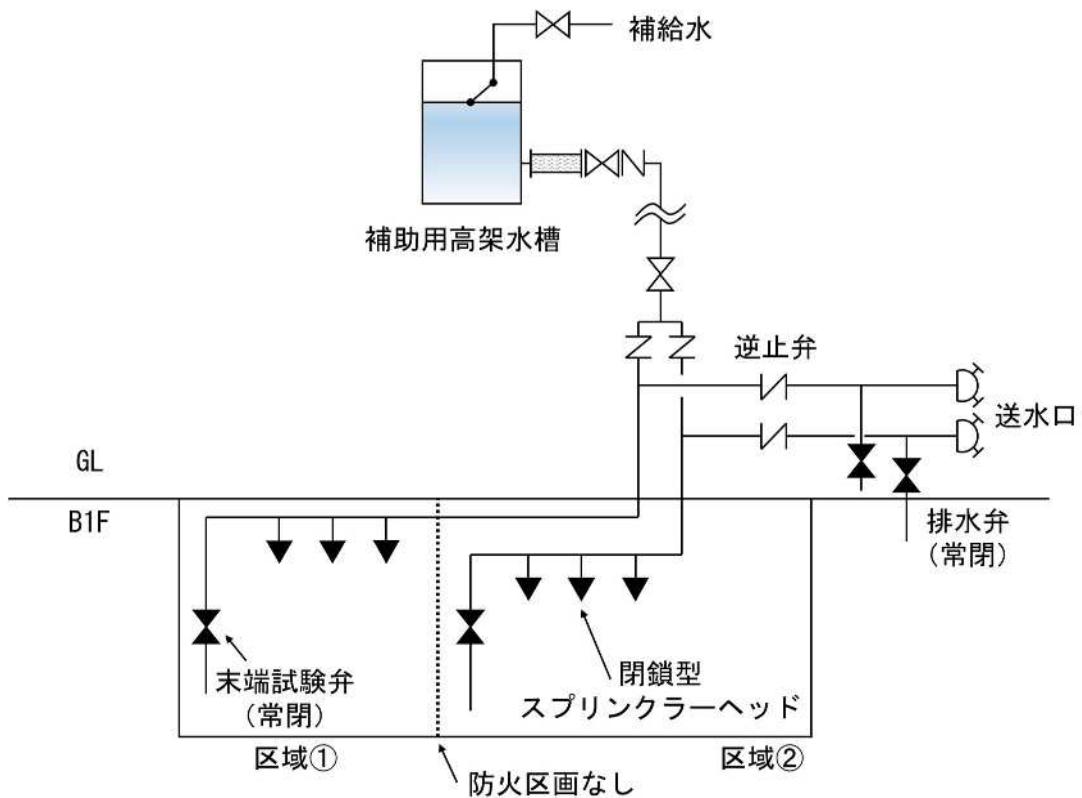 補給水
補助用高架水槽
逆止弁
送水口
GL
B1F
排水弁
(常閉)
末端試験弁
(常閉)
閉鎖型
スプリンクラーヘッド
区域①
区域②
防火区画なし